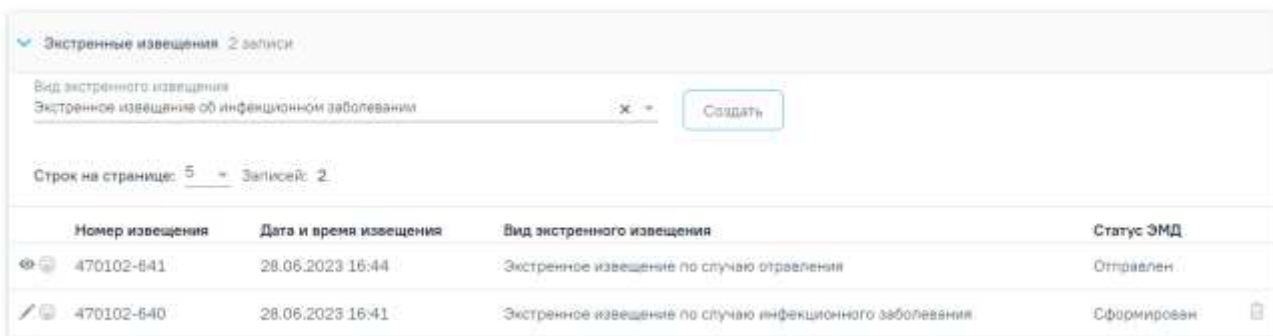 Экстренные извещения 2 записи
Вид экстренного извещения
Экстренное извещение об инфекционном заболевании
Создать
Строк на странице: 5 Записей: 2
Номер извещения Дата и время извещения Вид экстренного извещения Статус ЭМД
470102-641 28.06.2023 16:44 Экстренное извещение по случаю отравления Отправлен
470102-640 28.06.2023 16:41 Экстренное извещение по случаю инфекционного заболевания Сформирован